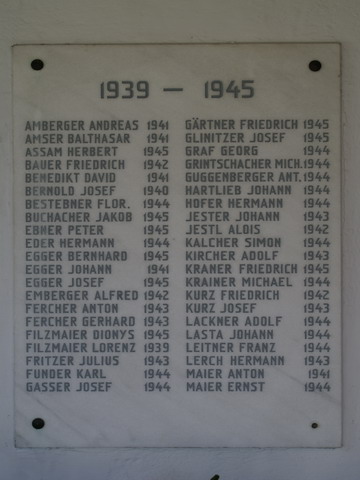 1939 — 1945
AMBERGER ANDREAS 1941
AMSER BALTHASAR 1941
ASSAM HERBERT 1945
BAUER FRIEDRICH 1942
BENEDIKT DAVID 1941
BERNOLD JOSEF 1940
BESTEBNER FLOR. 1944
BUCHACHER JAKOB 1945
EBNER PETER 1945
EDER HERMANN 1944
EGGER BERNHARD 1945
EGGER JOHANN 1941
EGGER JOSEF 1945
EMBERGER ALFRED 1942
FERCHER ANTON 1943
FERCHER GERHARD 1943
FILZMAIER DIONYS 1945
FILZMAIER LORENZ 1939
FRITZER JULIUS 1943
FUNDER KARL 1944
GASSER JOSEF 1944
GÄRTNER FRIEDRICH 1945
GLINITZER JOSEF 1945
GRAF GEORG 1944
GRINTSCHACHER MICH. 1944
GUGGENBERGER ANT. 1944
HARTLIEB JOHANN 1944
HOFER HERMANN 1944
JESTER JOHANN 1943
JESTL ALOIS 1942
KALCHER SIMON 1944
KIRCHER ADOLF 1943
KRANER FRIEDRICH 1945
KRAINER MICHAEL 1944
KURZ FRIEDRICH 1942
KURZ JOSEF 1943
LACKNER ADOLF 1944
LASTA JOHANN 1944
LEITNER FRANZ 1944
LERCH HERMANN 1943
MAIER ANTON 1941
MAIER ERNST 1944